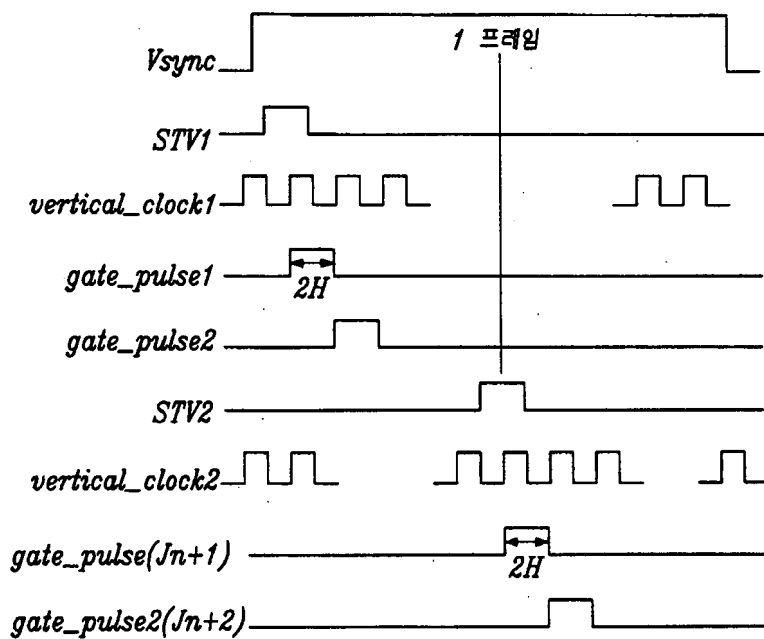 1 프레임
Vsync
STV1
vertical_clock1
gate_pulse1
2H
gate_pulse2
STV2
vertical_clock2
gate_pulse(Jn+1)
2H
gate_pulse2(Jn+2)